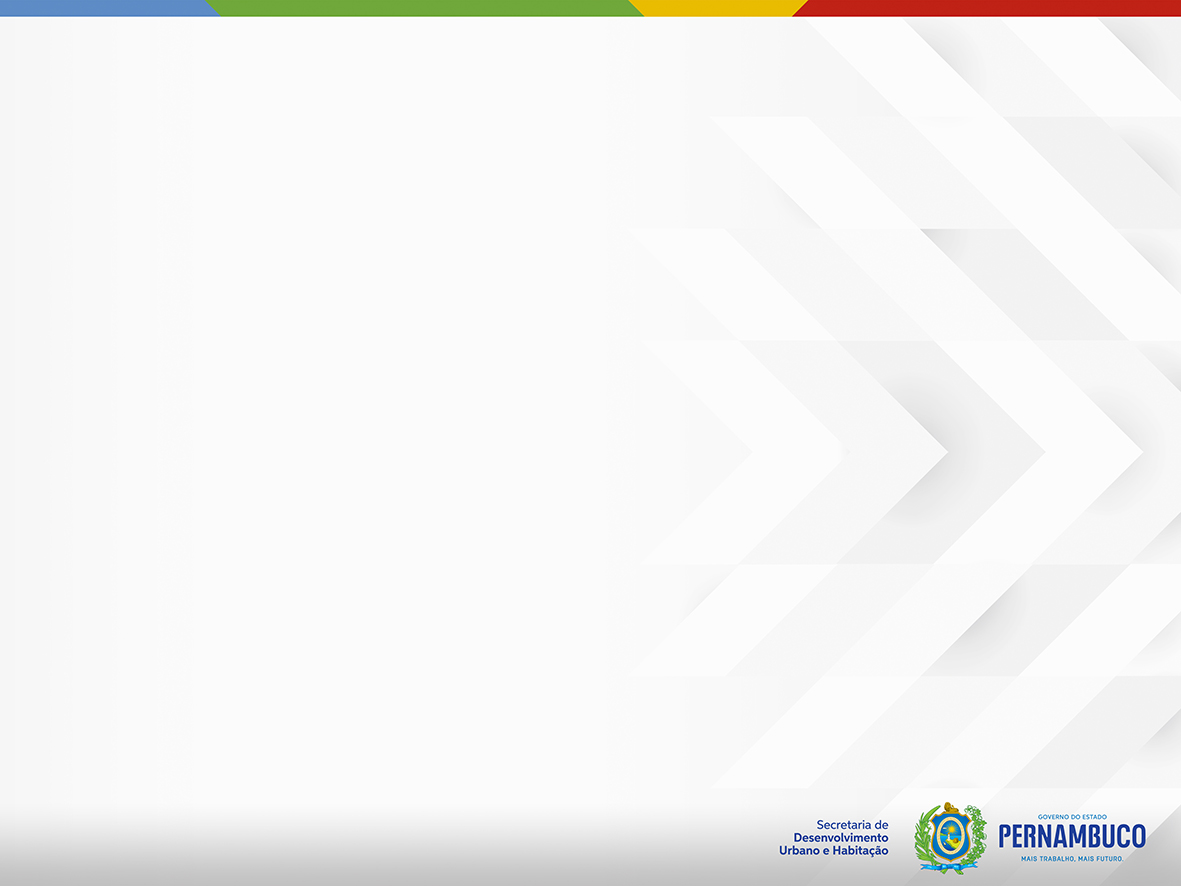 Secretaria de
Desenvolvimento
Urbano e Habitação
GOVERNO DO ESTADO
PERNAMBUCO
MAIS TRABALHO, MAIS FUTURO.